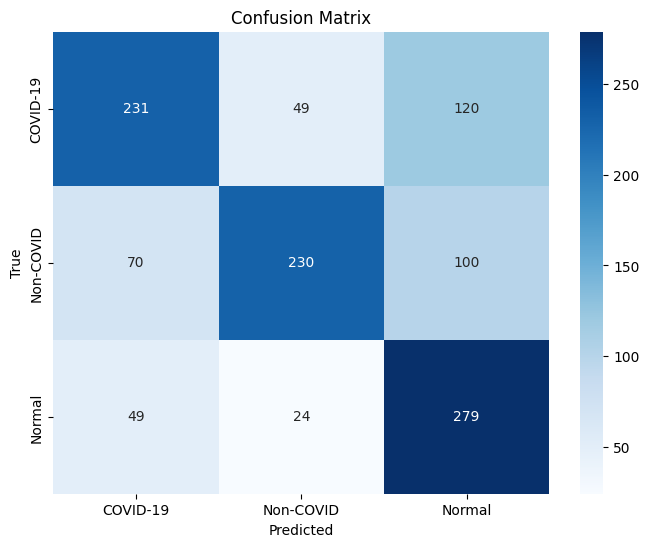 Confusion Matrix
True
COVID-19
231 49 120
Non-COVID
70 230 100
Normal
49 24 279
COVID-19 Non-COVID Normal
Predicted
250
200
150
100
50